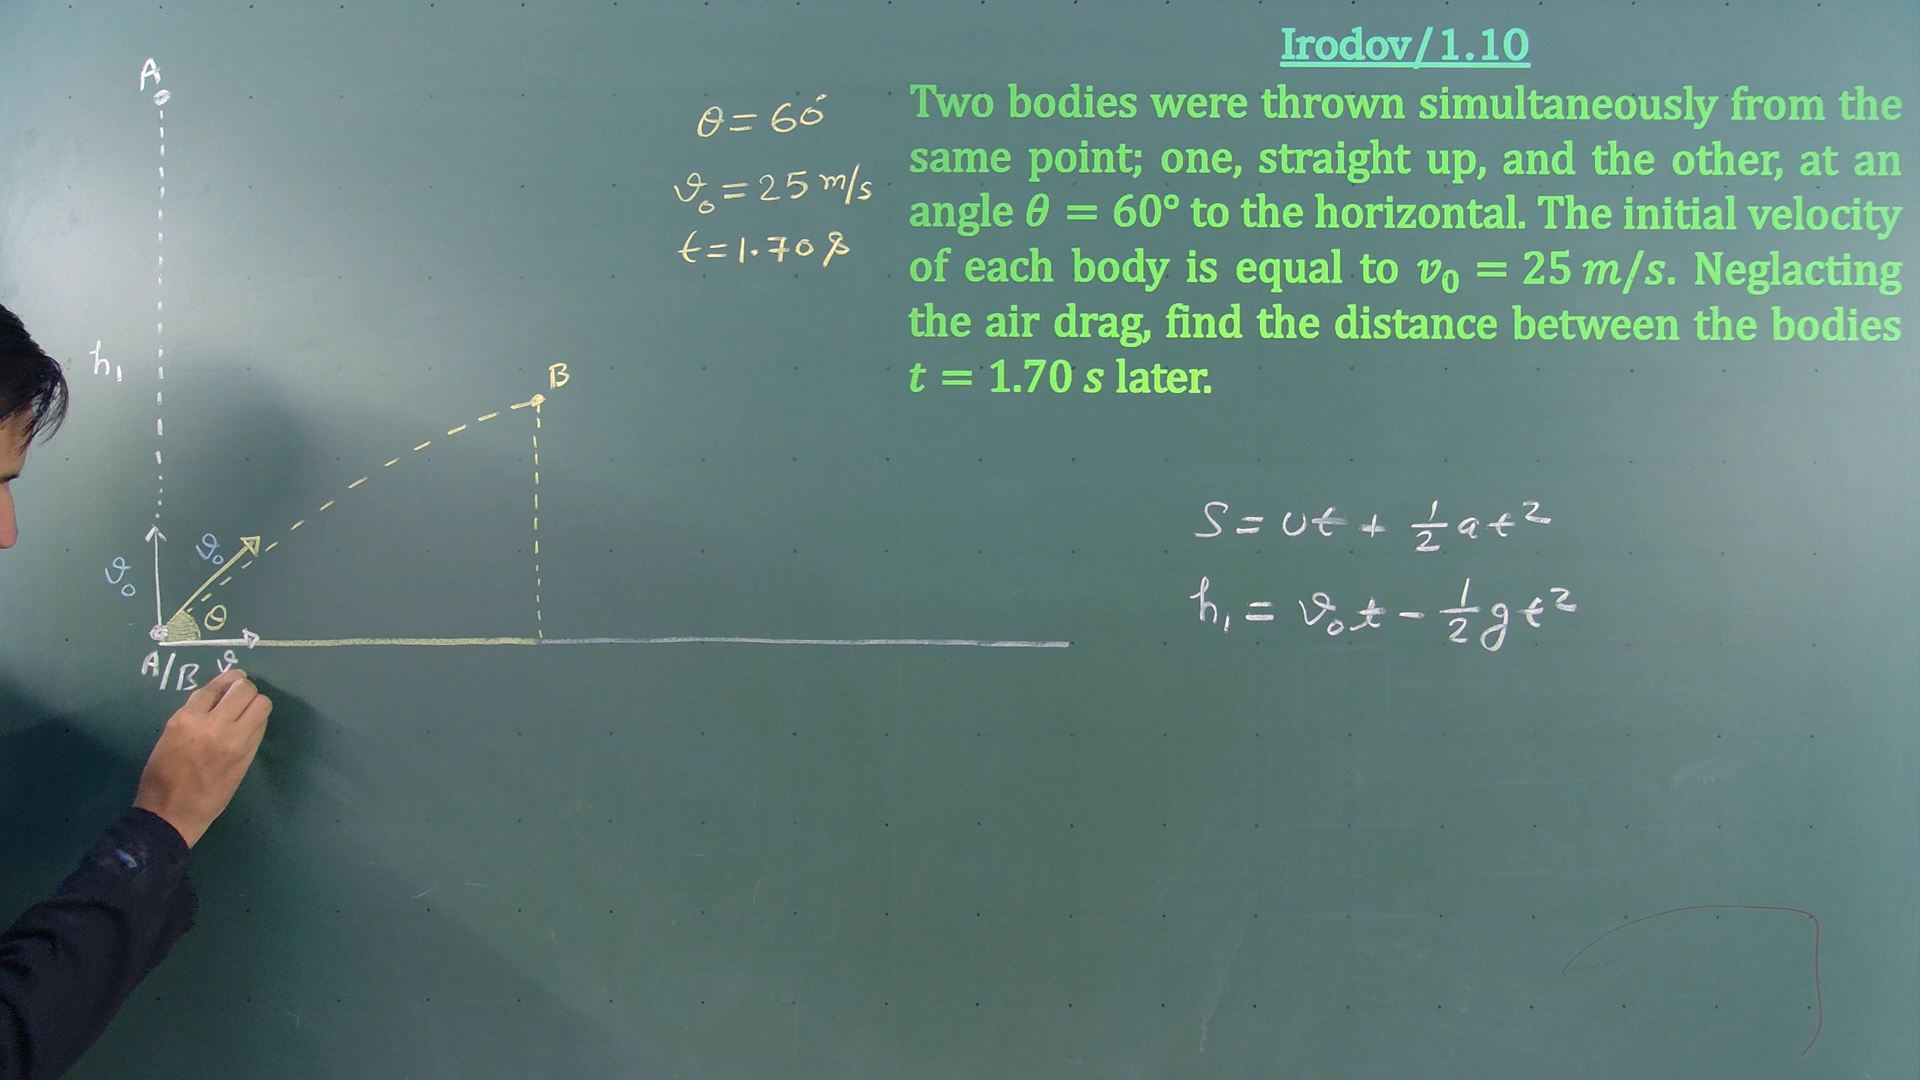 Irodov/1.10
Two bodies were thrown simultaneously from the
same point; one, straight up, and the other, at an
angle θ = 60° to the horizontal. The initial velocity
of each body is equal to v₀ = 25 m/s. Neglacting
the air drag, find the distance between the bodies
t = 1.70 s later.
θ = 60°
v₀ = 25 m/s
t = 1.70 s
A
h₁
B
v₀
v₀
θ
A/B
v
S = ut + ½at²
h₁ = v₀t - ½gt²